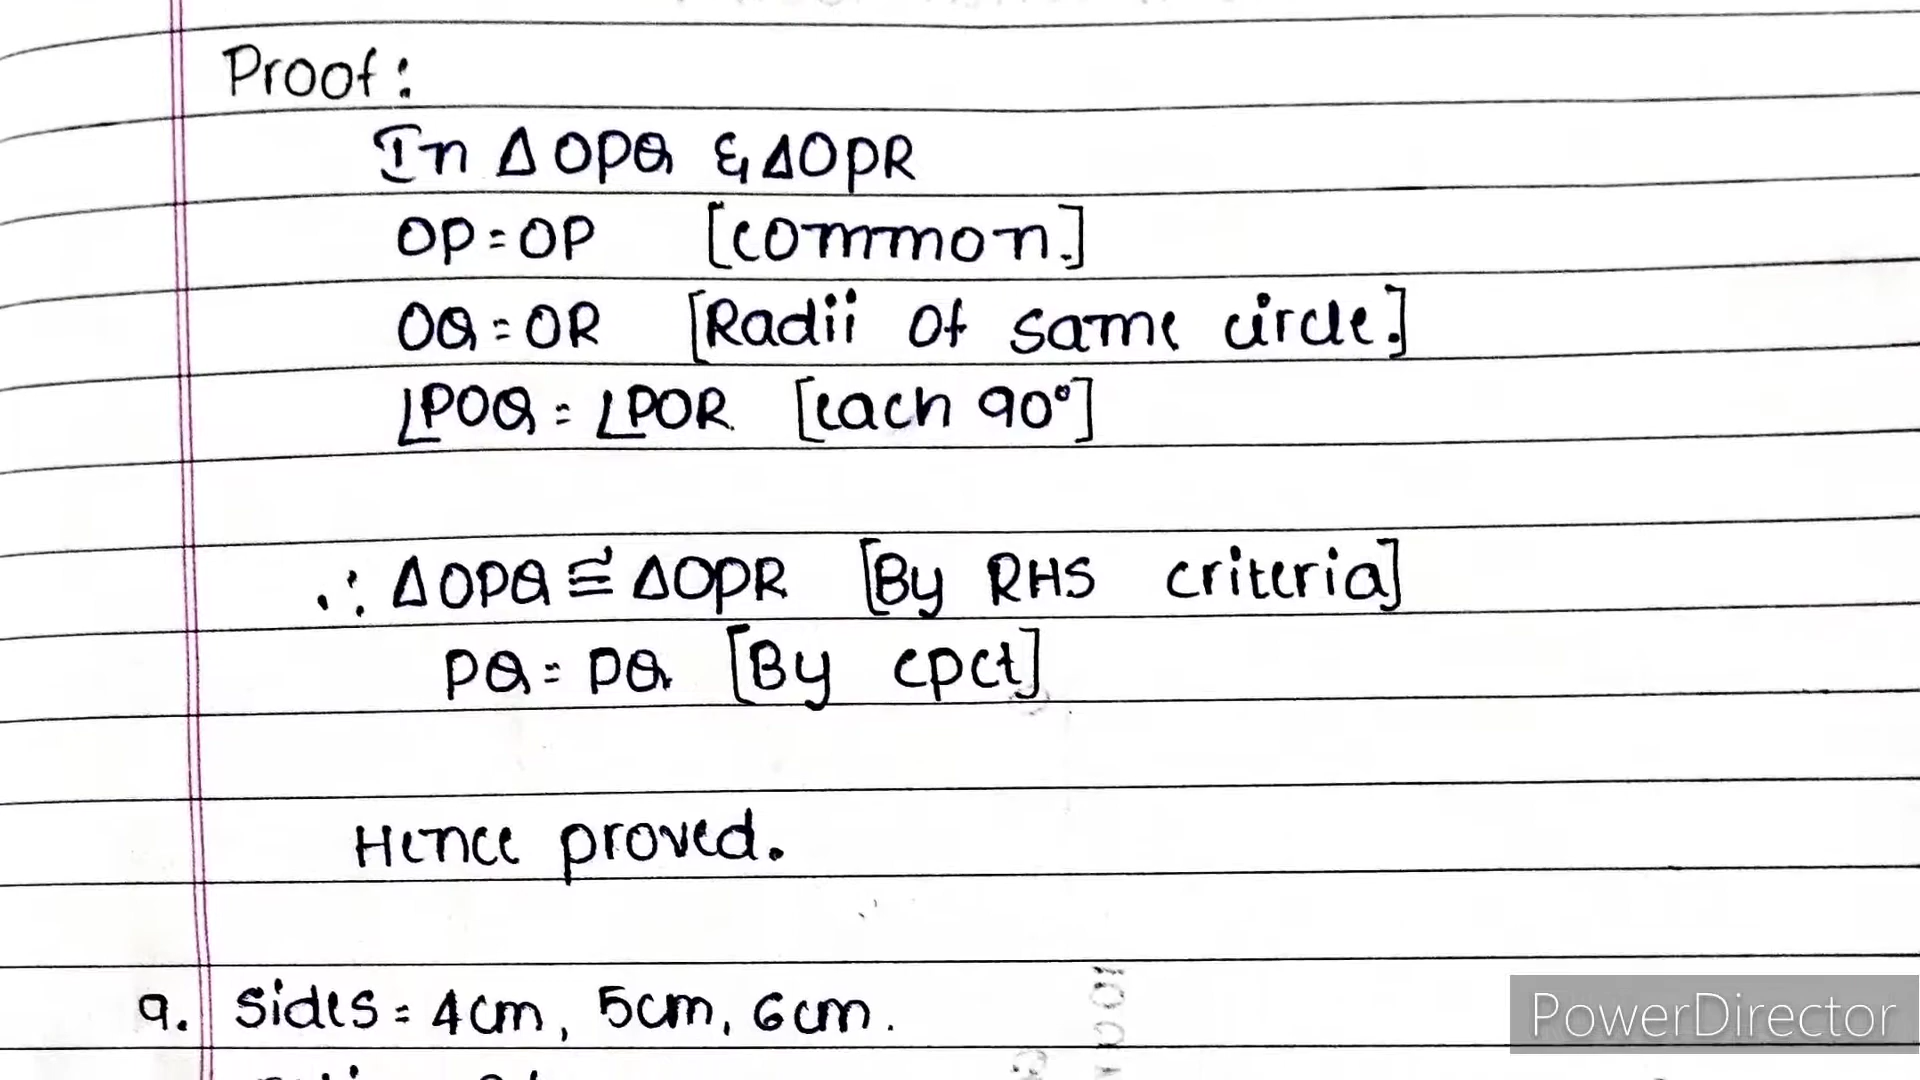 Proof:
In Δ OPQ & ΔOPR
OP = OP [common.]
OQ = OR [Radii of same circle.]
∠POQ = ∠POR [each 90°]
∴ ΔOPQ ≅ ΔOPR [By RHS criteria]
PQ = PQ [By cpct]
Hence proved.
9. Sides = 4cm, 5cm, 6cm.
PowerDirector